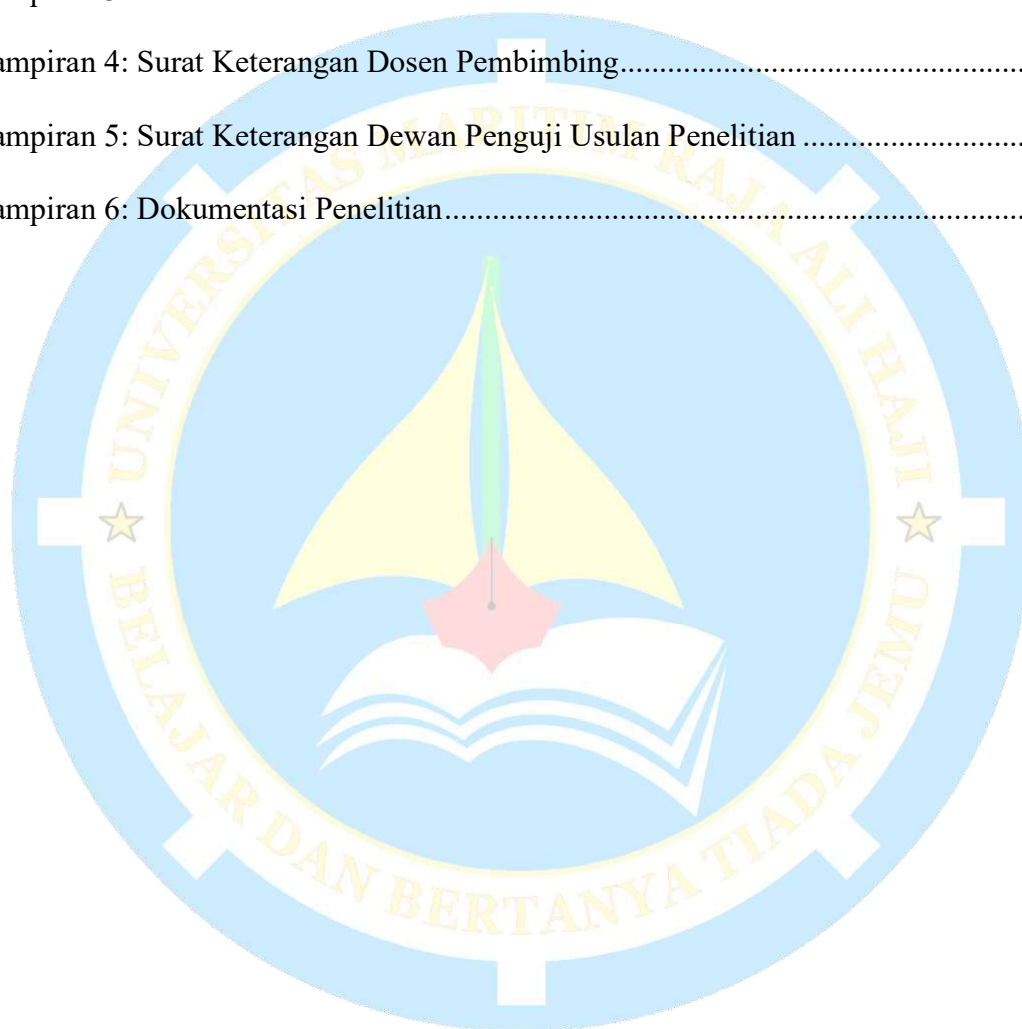 ampiran 4: Surat Keterangan Dosen Pembimbing
ampiran 5: Surat Keterangan Dewan Penguji Usulan Penelitian
ampiran 6: Dokumentasi Penelitian
UNIVERSITAS MARITIM RAJA ALI HAJI
BELAJAR DAN BERTANYA TIADA JEMU